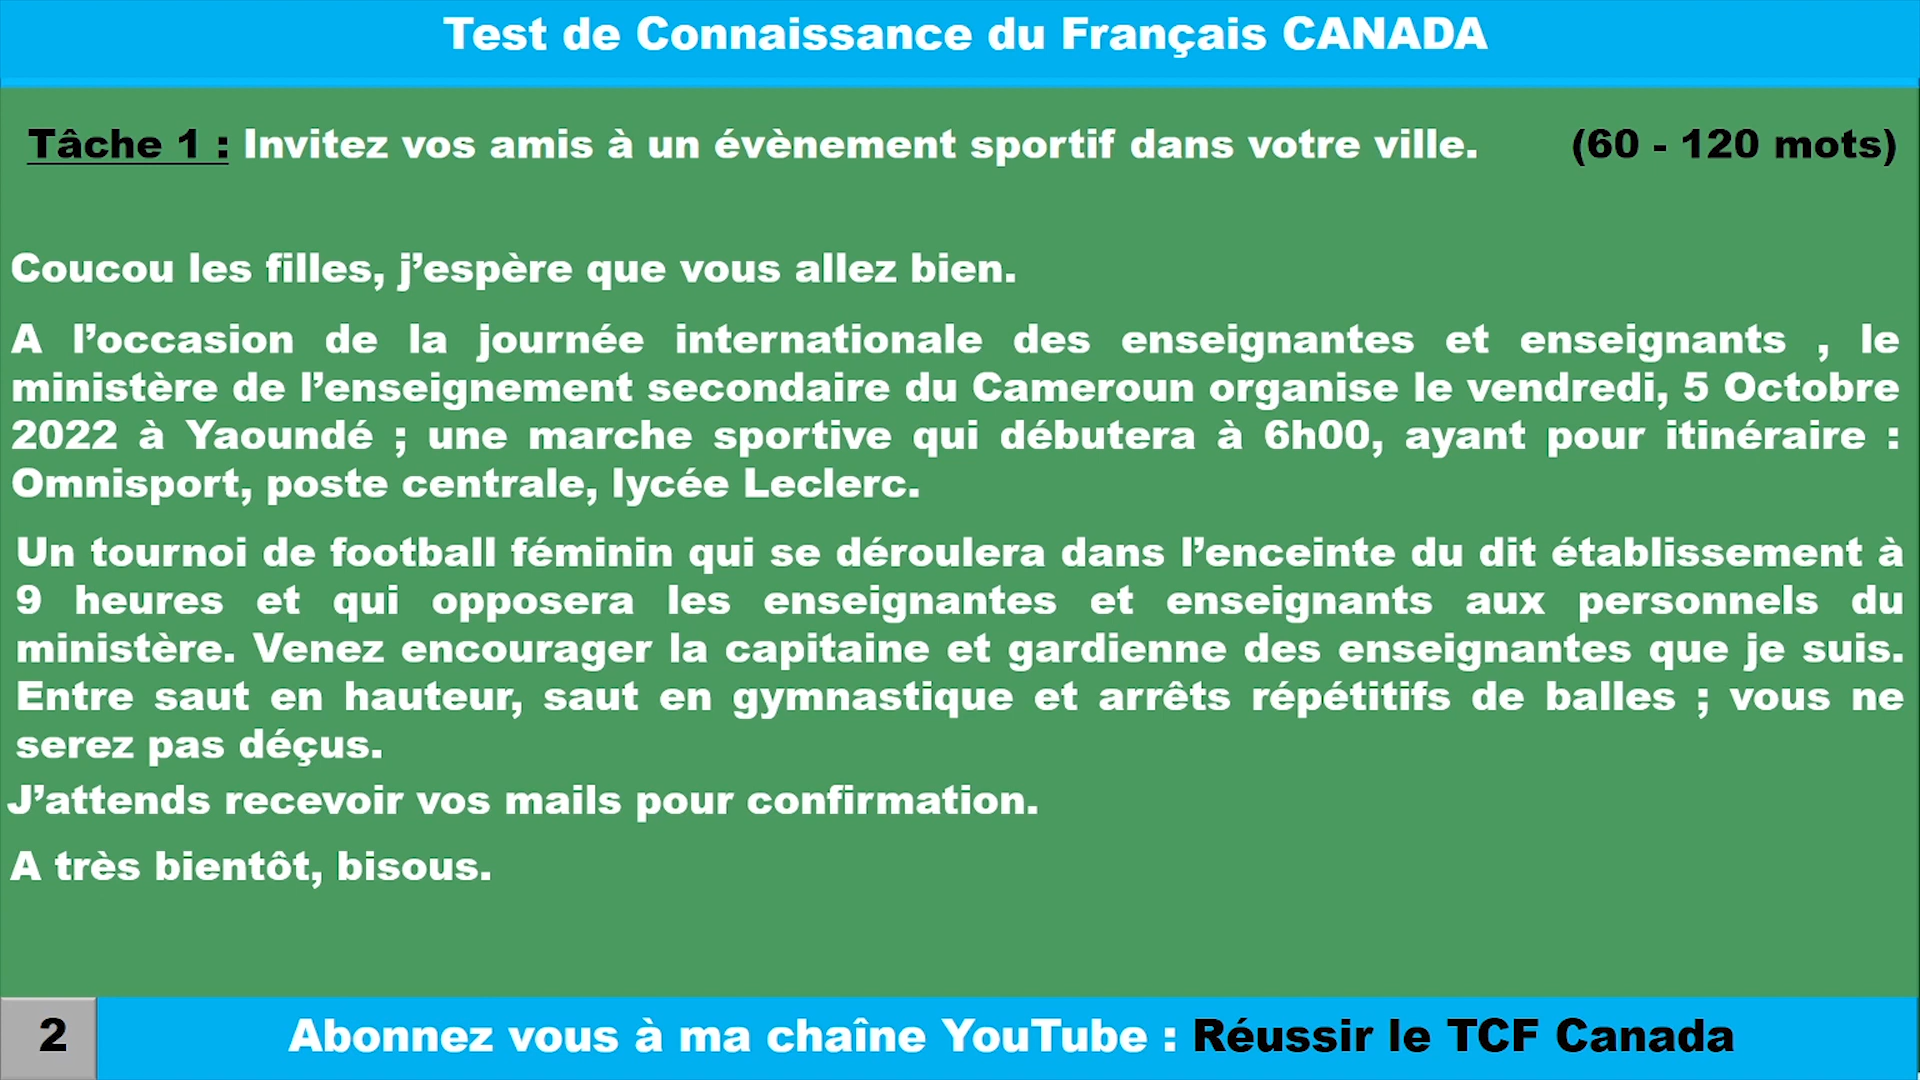 Test de Connaissance du Français CANADA
Tâche 1 : Invitez vos amis à un évènement sportif dans votre ville. (60 - 120 mots)
Coucou les filles, j’espère que vous allez bien.
A l’occasion de la journée internationale des enseignantes et enseignants , le
ministère de l’enseignement secondaire du Cameroun organise le vendredi, 5 Octobre
2022 à Yaoundé ; une marche sportive qui débutera à 6h00, ayant pour itinéraire :
Omnisport, poste centrale, lycée Leclerc.
Un tournoi de football féminin qui se déroulera dans l’enceinte du dit établissement à
9 heures et qui opposera les enseignantes et enseignants aux personnels du
ministère. Venez encourager la capitaine et gardienne des enseignantes que je suis.
Entre saut en hauteur, saut en gymnastique et arrêts répétitifs de balles ; vous ne
serez pas déçus.
J’attends recevoir vos mails pour confirmation.
A très bientôt, bisous.
2
Abonnez vous à ma chaîne YouTube : Réussir le TCF Canada